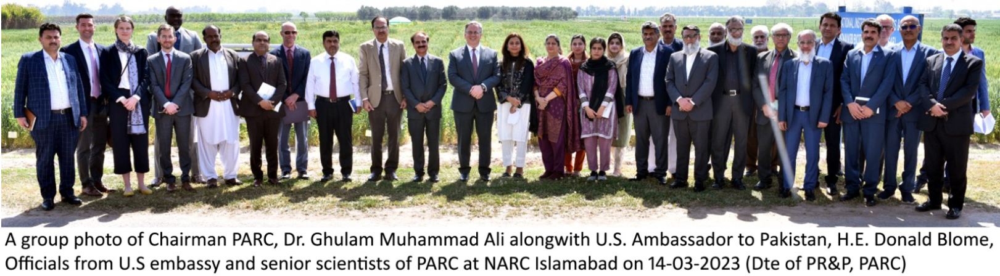 A group photo of Chairman PARC, Dr. Ghulam Muhammad Ali alongwith U.S. Ambassador to Pakistan, H.E. Donald Blome,
Officials from U.S embassy and senior scientists of PARC at NARC Islamabad on 14-03-2023 (Dte of PR&P, PARC)